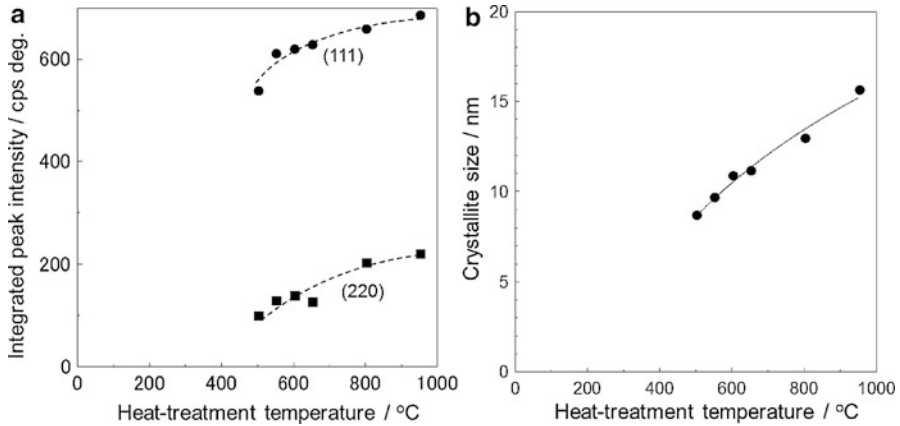 a
Integrated peak intensity / cps deg.
600
400
200
0
(111)
(220)
0 200 400 600 800 1000
Heat-treatment temperature / °C
b
Crystallite size / nm
20
15
10
5
0
0 200 400 600 800 1000
Heat-treatment temperature / °C